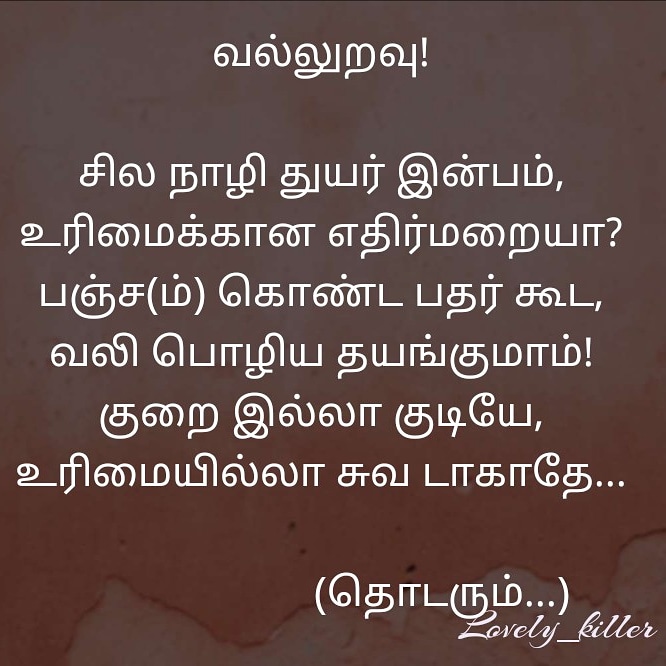 வல்லுறவு!
சில நாழி துயர் இன்பம்,
உரிமைக்கான எதிர்மறையா?
பஞ்ச(ம்) கொண்ட பதர் கூட,
வலி பொழிய தயங்குமாம்!
குறை இல்லா குடியே,
உரிமையில்லா சுவ டாகாதே...
(தொடரும்...)
Lovely_killer